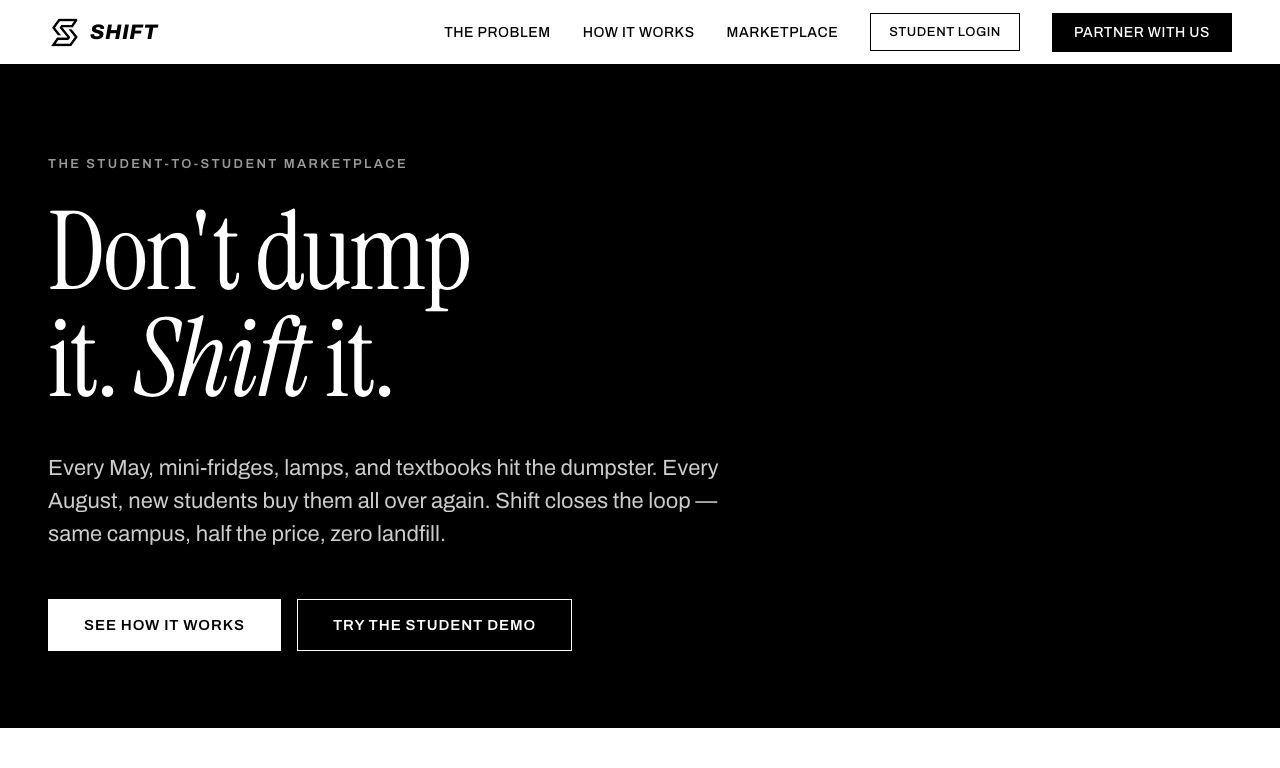 SHIFT
THE PROBLEM
HOW IT WORKS
MARKETPLACE
STUDENT LOGIN
PARTNER WITH US
THE STUDENT-TO-STUDENT MARKETPLACE
Don't dump
it. Shift it.
Every May, mini-fridges, lamps, and textbooks hit the dumpster. Every
August, new students buy them all over again. Shift closes the loop —
same campus, half the price, zero landfill.
SEE HOW IT WORKS
TRY THE STUDENT DEMO